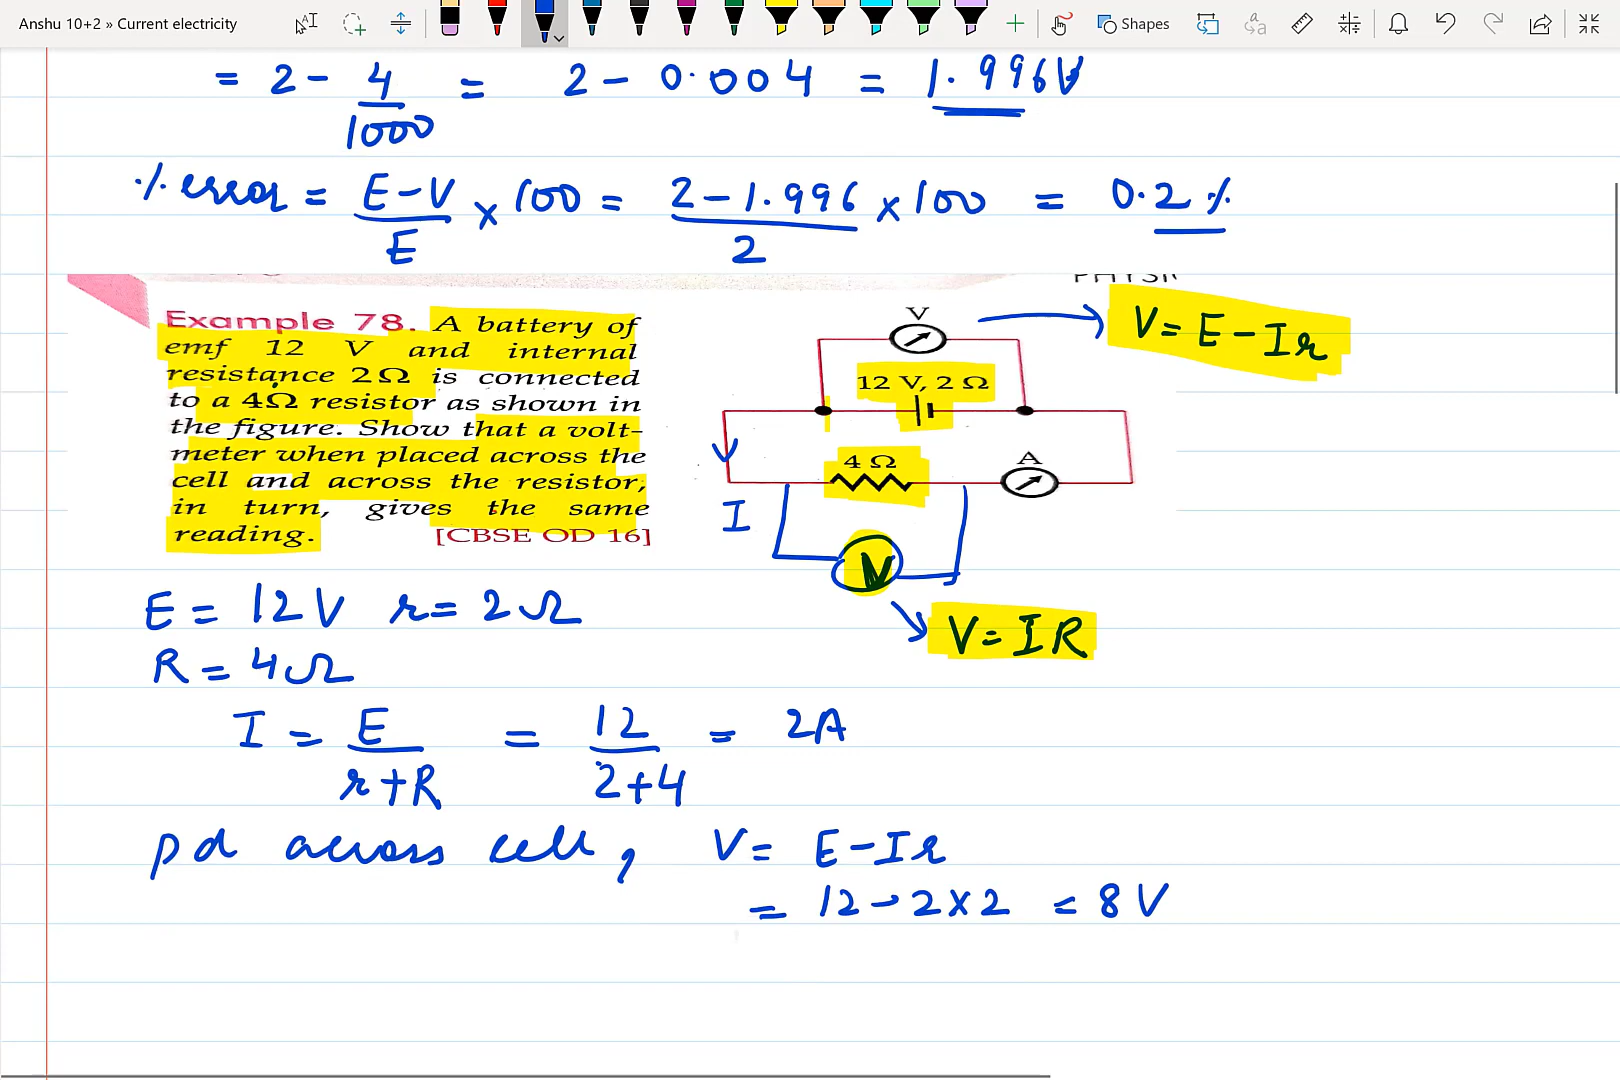 Anshu 10+2 » Current electricity
Shapes
= 2 - 4/1000 = 2 - 0.004 = 1.996V
% error = E-V/E × 100 = 2-1.996/2 × 100 = 0.2 %
Example 78. A battery of
emf 12 V and internal
resistance 2Ω is connected
to a 4Ω resistor as shown in
the figure. Show that a volt-
meter when placed across the
cell and across the resistor,
in turn, gives the same
reading. [CBSE OD 16]
V
V = E - Ir
12 V, 2 Ω
4 Ω
A
I
V
V = IR
E = 12V r = 2Ω
R = 4Ω
I = E/r+R = 12/2+4 = 2A
pd across cell, V = E - Ir
= 12 - 2×2 = 8V